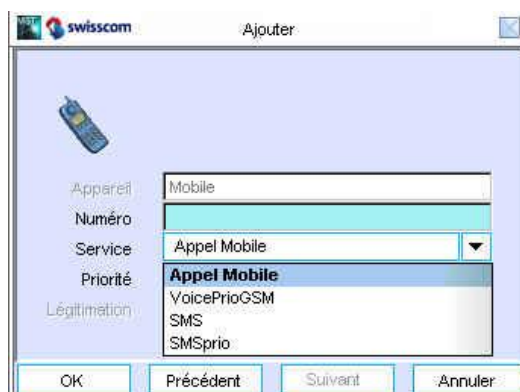 swisscom Ajouter
Appareil Mobile
Numéro
Service Appel Mobile
Priorité Appel Mobile
VoicePrioGSM
Légitimation
SMS
SMSprio
OK Précédent Suivant Annuler